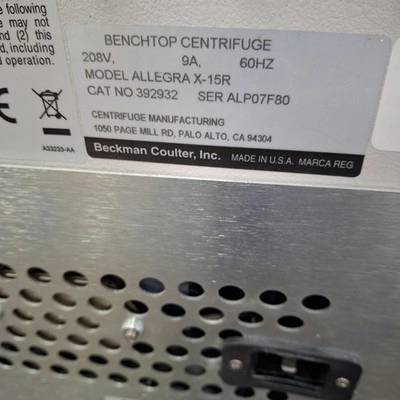 e following
may not
nd (2) this
d, including
d operation.
CE
A33233-AA
BENCHTOP CENTRIFUGE
208V, 9A, 60HZ
MODEL ALLEGRA X-15R
CAT NO 392932 SER ALP07F80
CENTRIFUGE MANUFACTURING
1050 PAGE MILL RD, PALO ALTO, CA 94304
Beckman Coulter, Inc. MADE IN U.S.A. MARCA REG